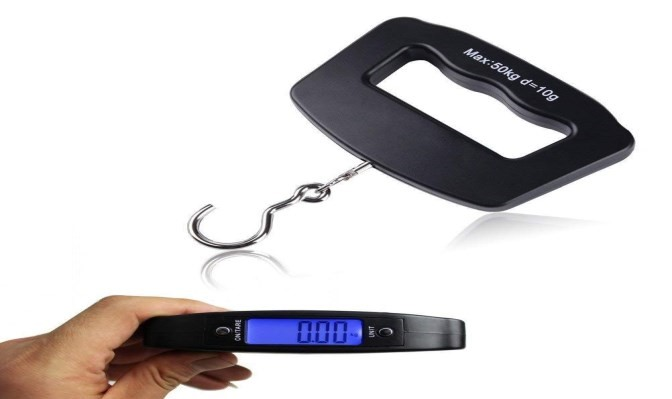 Max:50kg d=10g
ON/TARE
0.00
UNIT